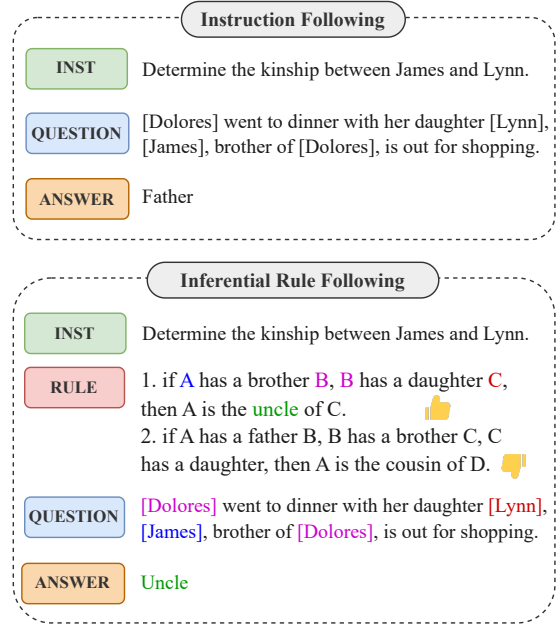 Instruction Following
INST
Determine the kinship between James and Lynn.
QUESTION
[Dolores] went to dinner with her daughter [Lynn],
[James], brother of [Dolores], is out for shopping.
ANSWER
Father
Inferential Rule Following
INST
Determine the kinship between James and Lynn.
RULE
1. if A has a brother B, B has a daughter C,
then A is the uncle of C.
2. if A has a father B, B has a brother C, C
has a daughter, then A is the cousin of D.
QUESTION
[Dolores] went to dinner with her daughter [Lynn],
[James], brother of [Dolores], is out for shopping.
ANSWER
Uncle